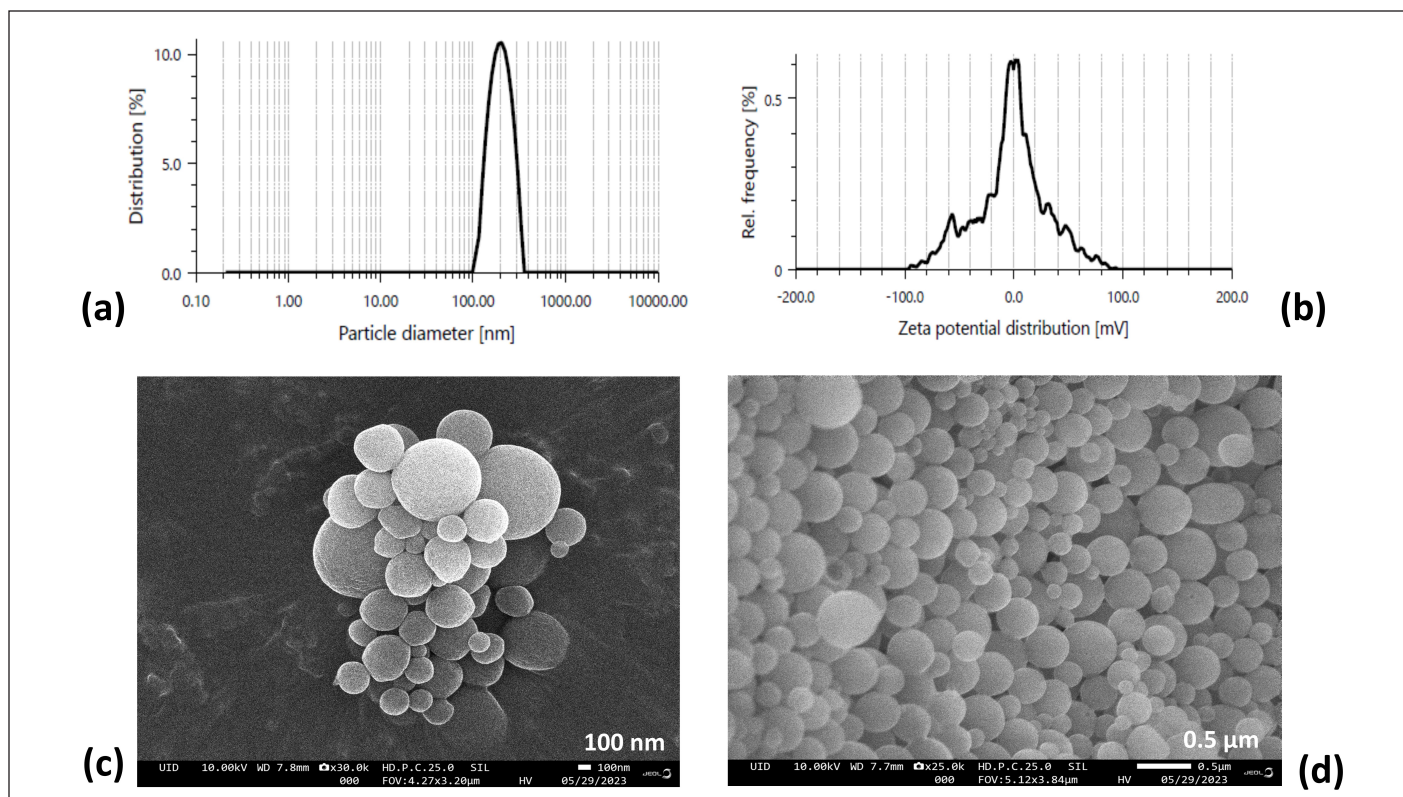 10.0
5.0
0.0
Distribution [%]
0.10 1.00 10.00 100.00 1000.00 10000.00
Particle diameter [nm]
(a)
0.5
0
Rel. frequency [%]
-200.0 -100.0 0.0 100.0 200.0
Zeta potential distribution [mV]
(b)
100 nm
UID 10.00kV WD 7.8mm x30.0k HD.P.C.25.0 SIL 100nm
000 FOV:4.27x3.20µm HV 05/29/2023 JEOL
(c)
0.5 µm
UID 10.00kV WD 7.7mm x25.0k HD.P.C.25.0 SIL 0.5µm
000 FOV:5.12x3.84µm HV 05/29/2023 JEOL
(d)